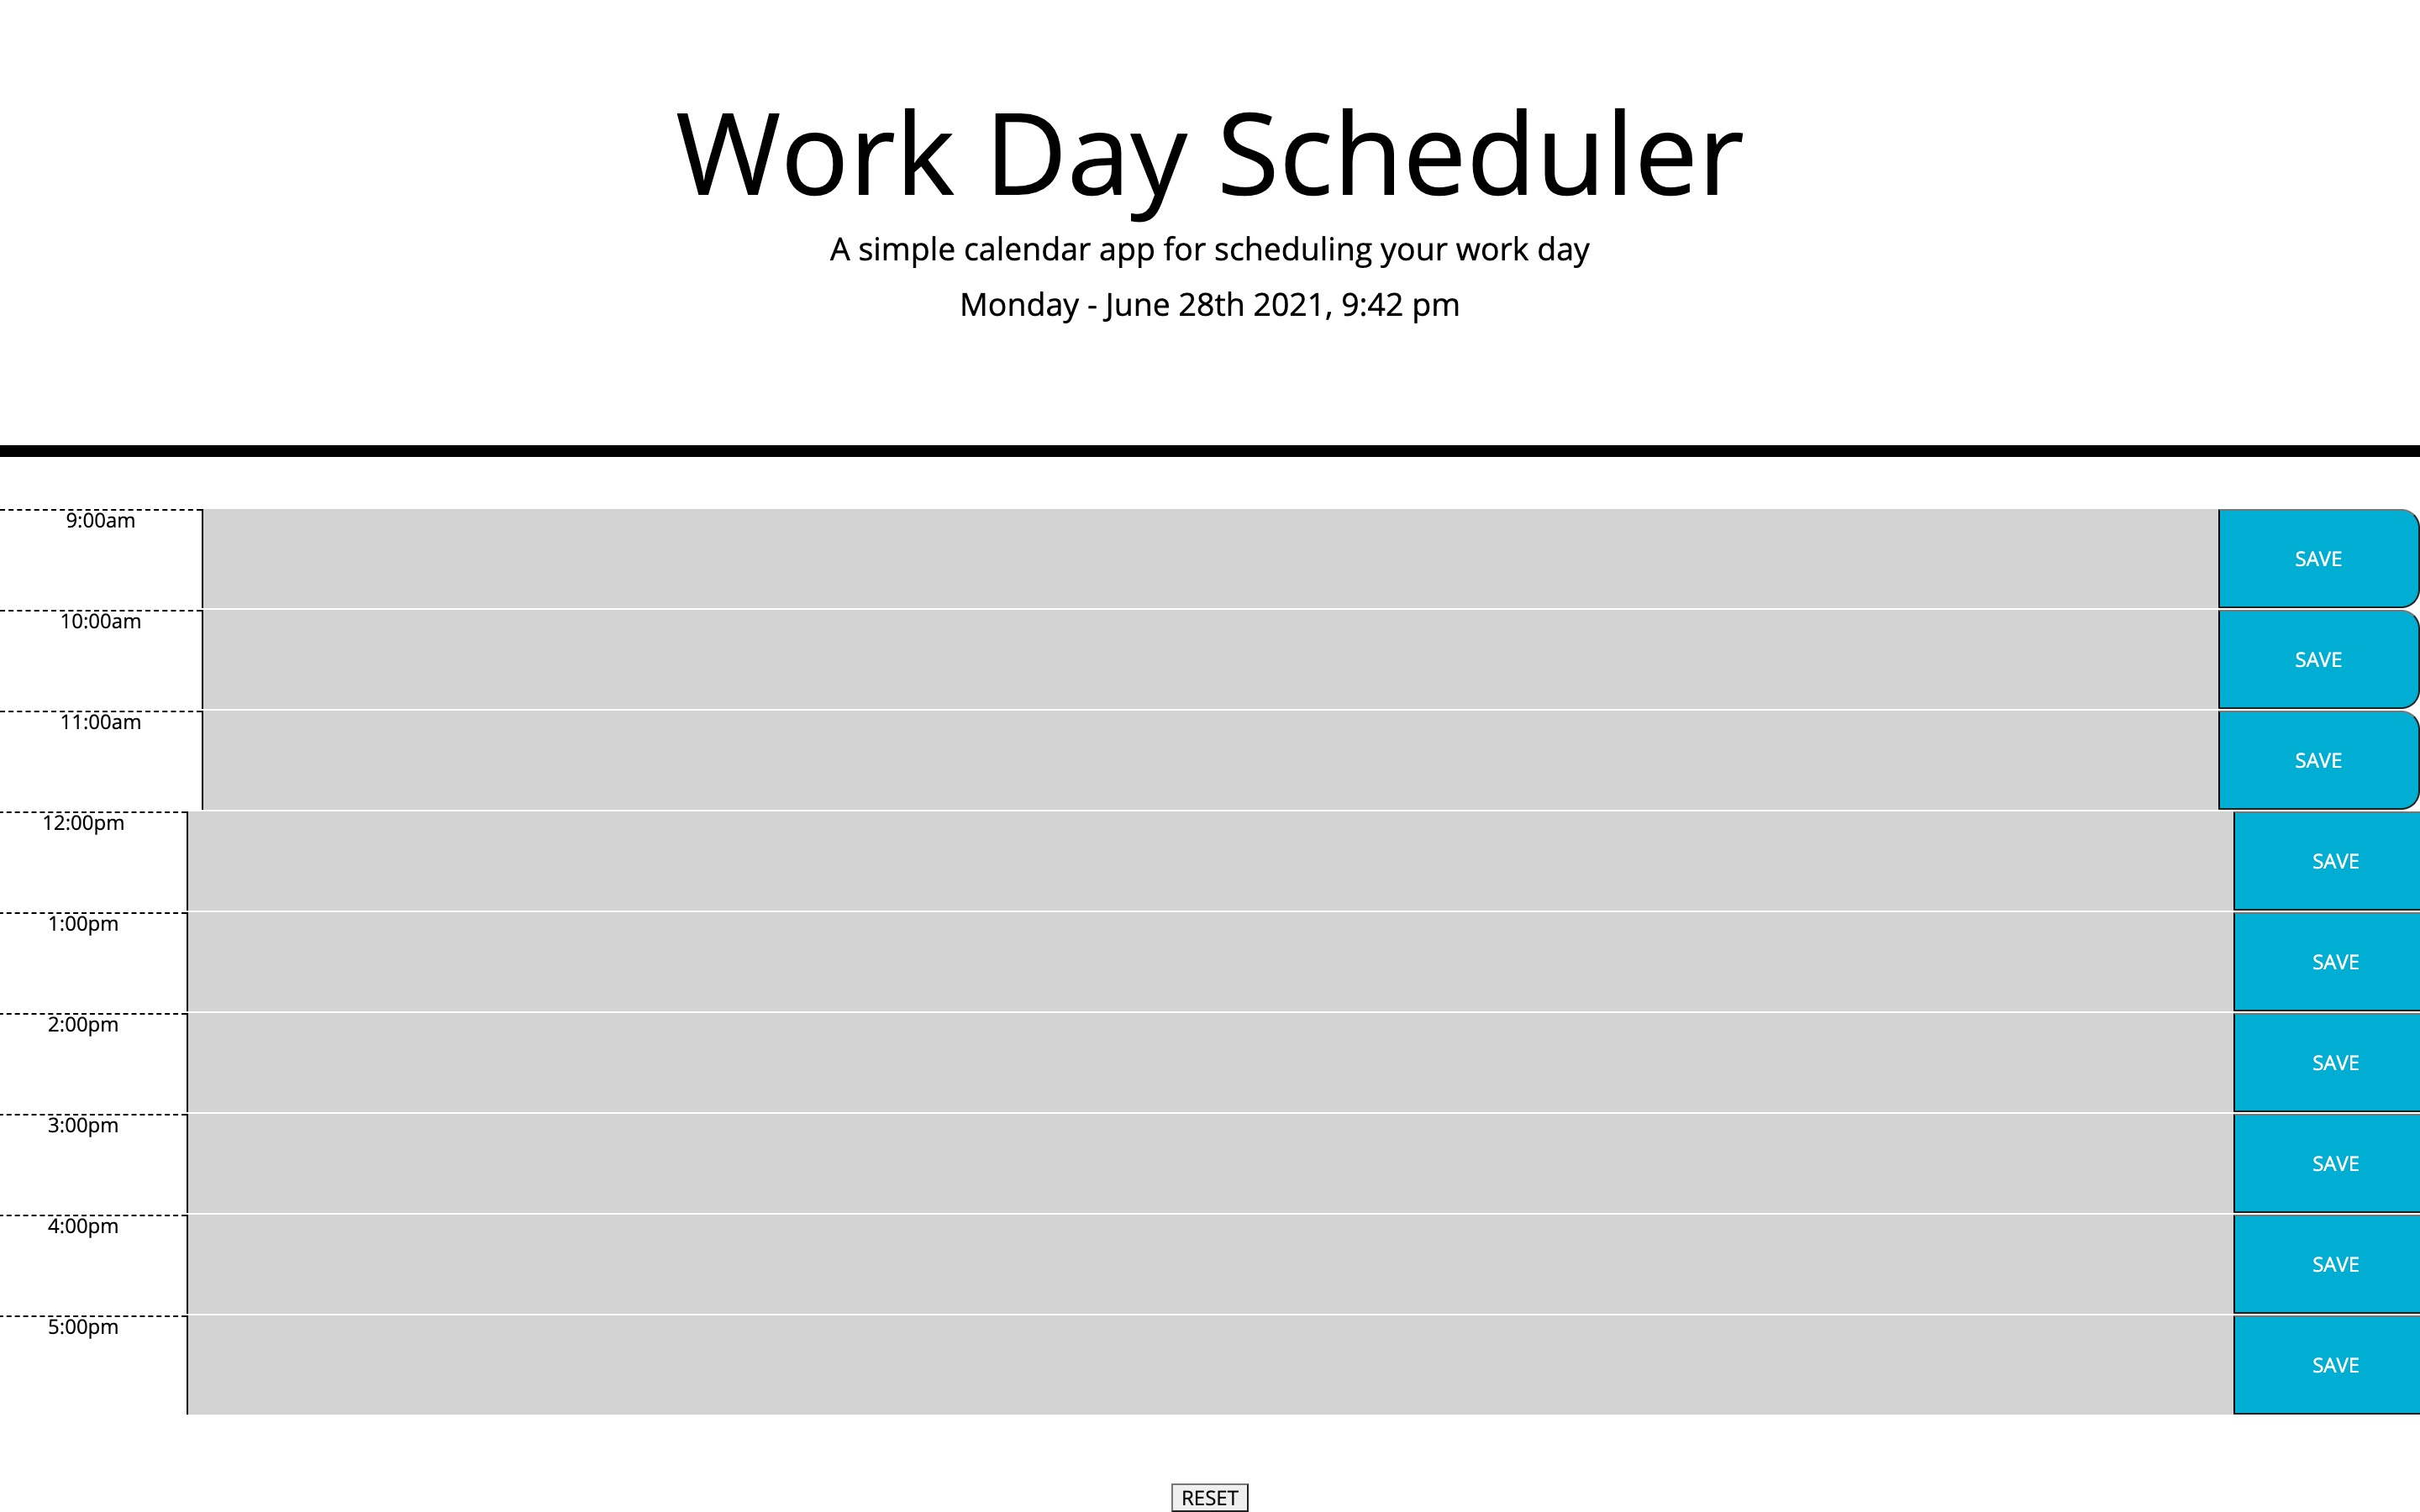 Work Day Scheduler
A simple calendar app for scheduling your work day
Monday - June 28th 2021, 9:42 pm
9:00am
SAVE
10:00am
SAVE
11:00am
SAVE
12:00pm
SAVE
1:00pm
SAVE
2:00pm
SAVE
3:00pm
SAVE
4:00pm
SAVE
5:00pm
SAVE
RESET